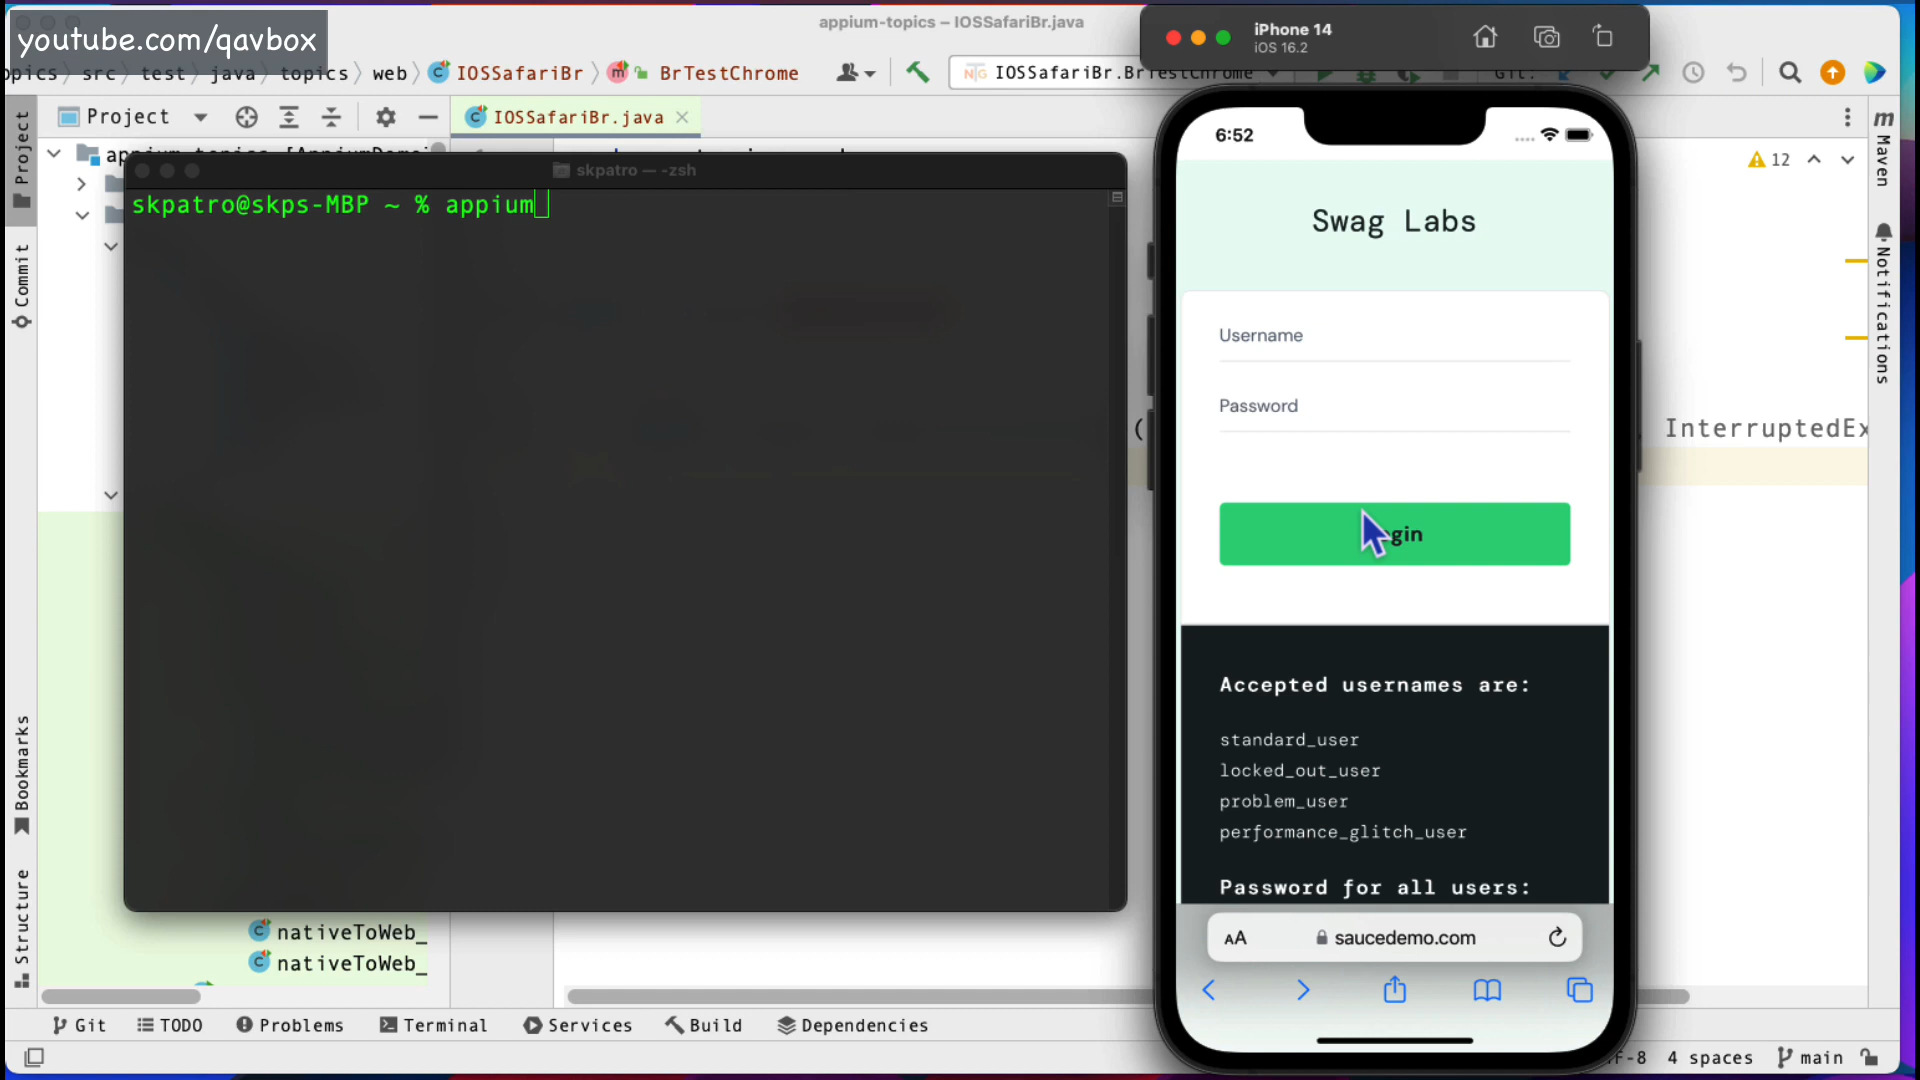 youtube.com/qavbox
appium-topics – IOSSafariBr.java
src test java topics web IOSSafariBr BrTestChrome
IOSSafariBr.BrTestChrome
Git:
Project
IOSSafariBr.java
12
Project
Commit
Bookmarks
Structure
skpatro — -zsh
skpatro@skps-MBP ~ % appium
nativeToWeb_
nativeToWeb_
iPhone 14
iOS 16.2
6:52
Swag Labs
Username
Password
Accepted usernames are:
standard_user
locked_out_user
problem_user
performance_glitch_user
Password for all users:
AA
saucedemo.com
( InterruptedEx
Maven
Notifications
Git TODO Problems Terminal Services Build Dependencies
4 spaces main